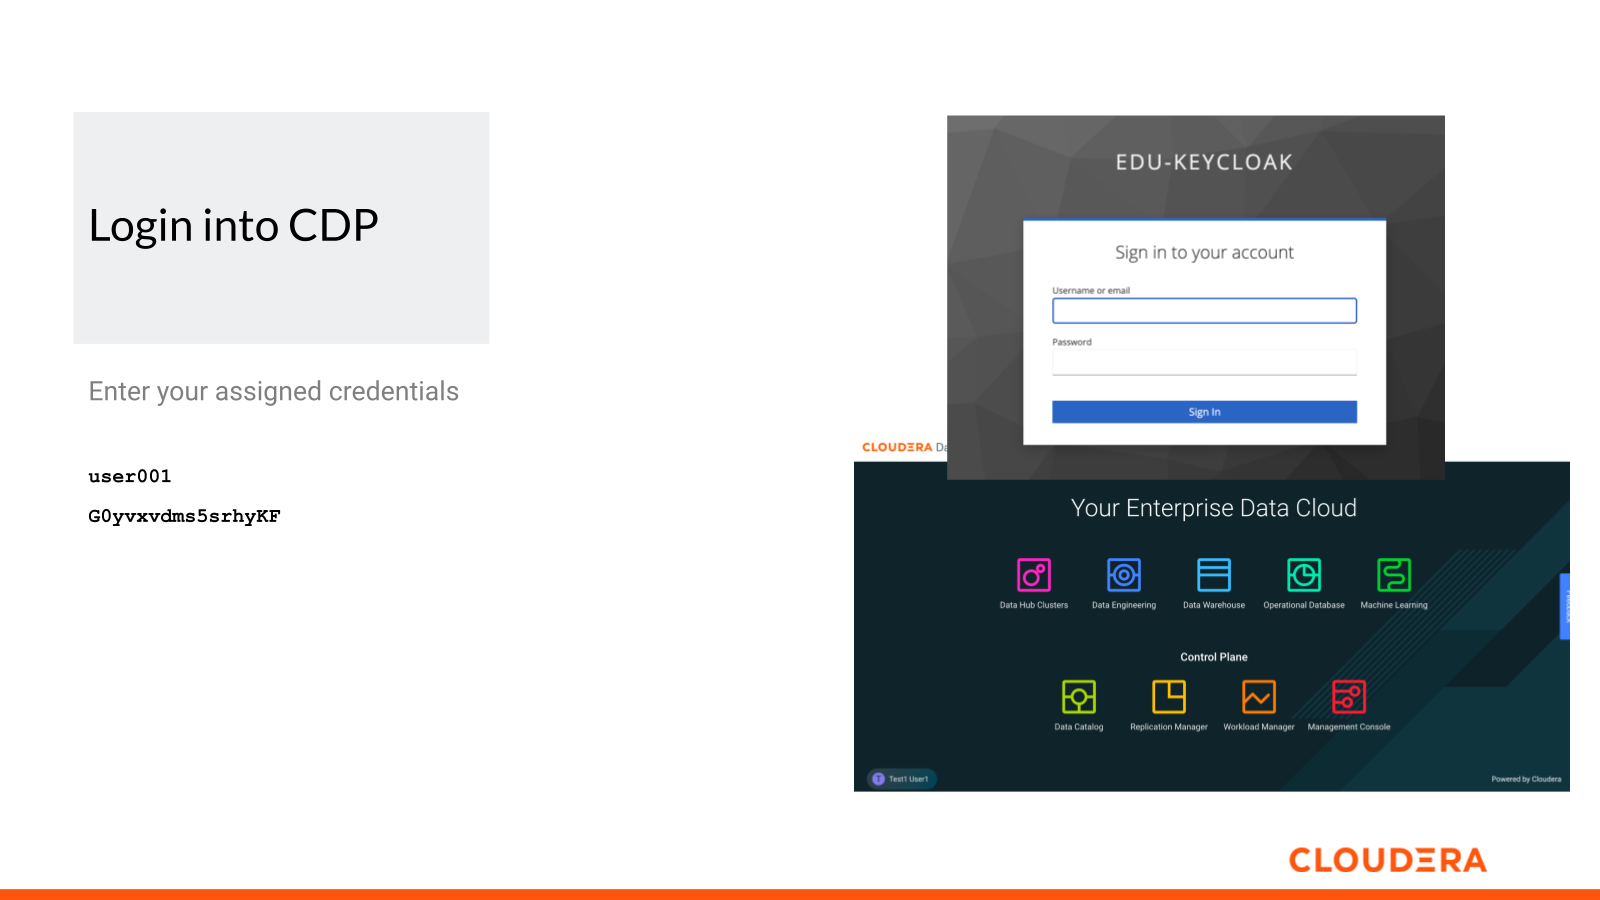 Login into CDP
Enter your assigned credentials
user001
G0yvxvdms5srhyKF
EDU-KEYCLOAK
Sign in to your account
Username or email
Password
Sign In
CLOUDERA Da
Your Enterprise Data Cloud
Data Hub Clusters Data Engineering Data Warehouse Operational Database Machine Learning
Control Plane
Data Catalog Replication Manager Workload Manager Management Console
T Test1 User1
Powered by Cloudera
CLOUDERA